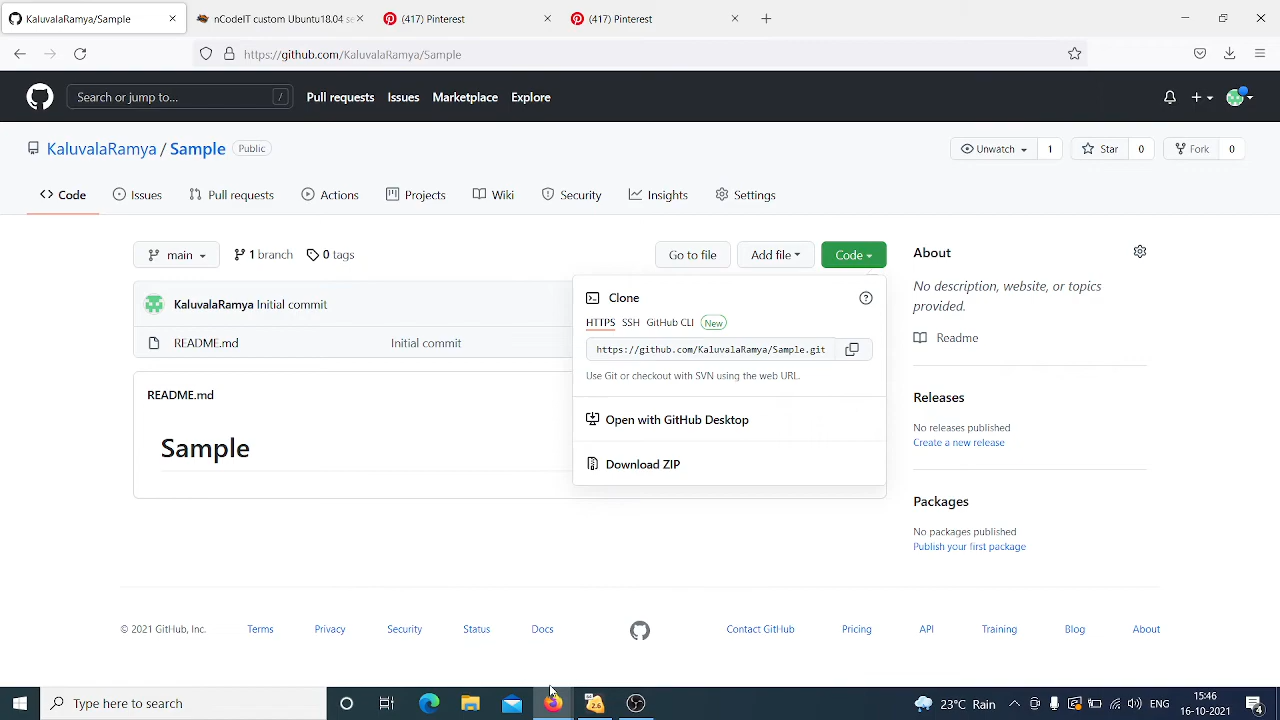 KaluvalaRamya/Sample
nCodeIT custom Ubuntu18.04 se
(417) Pinterest
(417) Pinterest
https://github.com/KaluvalaRamya/Sample
Search or jump to...
/
Pull requests
Issues
Marketplace
Explore
KaluvalaRamya / Sample
Public
Unwatch
1
Star
0
Fork
0
Code
Issues
Pull requests
Actions
Projects
Wiki
Security
Insights
Settings
main
1 branch
0 tags
Go to file
Add file
Code
KaluvalaRamya Initial commit
README.md
Initial commit
README.md
Sample
Clone
HTTPS SSH GitHub CLI New
https://github.com/KaluvalaRamya/Sample.git
Use Git or checkout with SVN using the web URL.
Open with GitHub Desktop
Download ZIP
About
No description, website, or topics
provided.
Readme
Releases
No releases published
Create a new release
Packages
No packages published
Publish your first package
© 2021 GitHub, Inc.
Terms
Privacy
Security
Status
Docs
Contact GitHub
Pricing
API
Training
Blog
About
Type here to search
2.6
23°C Rain
ENG
15:46
16-10-2021
4